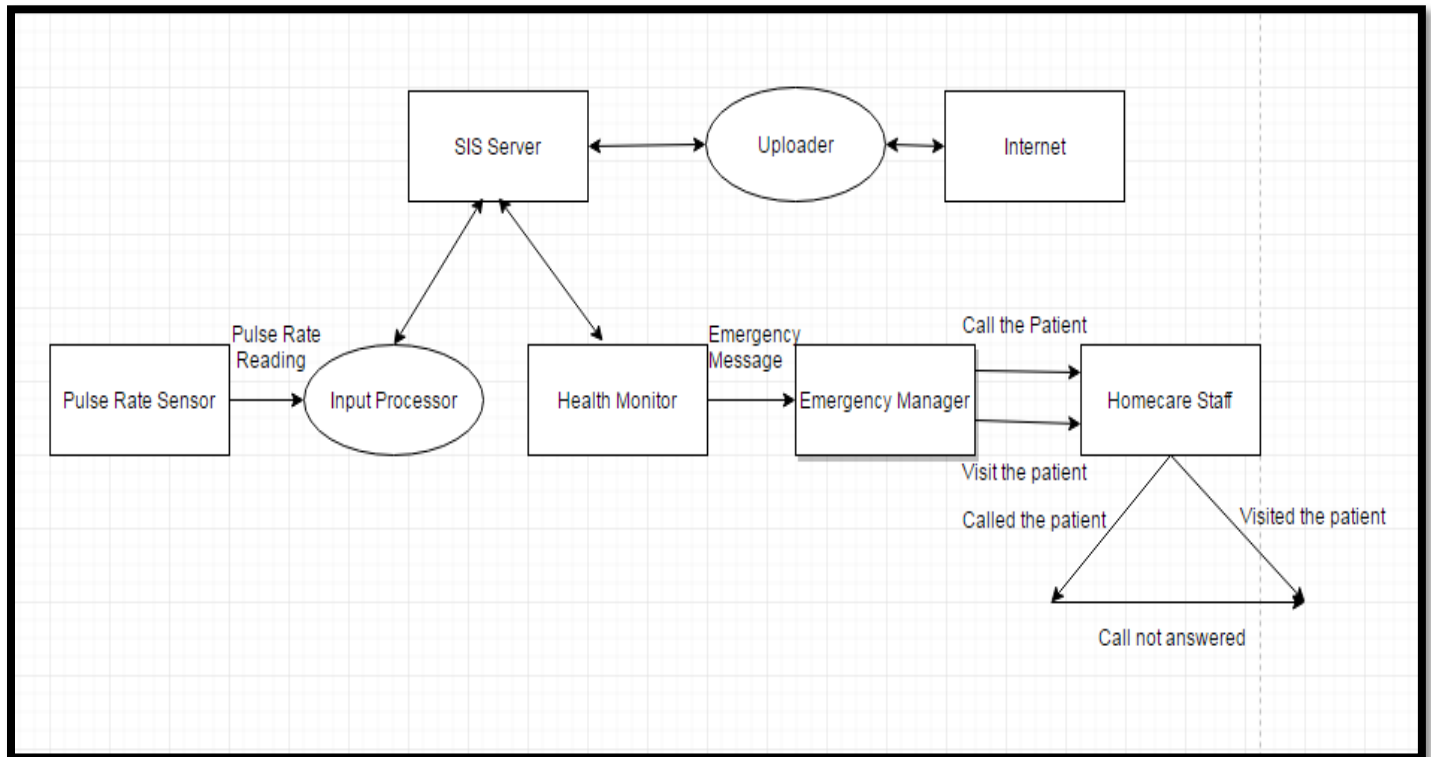 SIS Server
Uploader
Internet
Pulse Rate
Reading
Emergency
Message
Call the Patient
Pulse Rate Sensor
Input Processor
Health Monitor
Emergency Manager
Homecare Staff
Visit the patient
Called the patient
Visited the patient
Call not answered